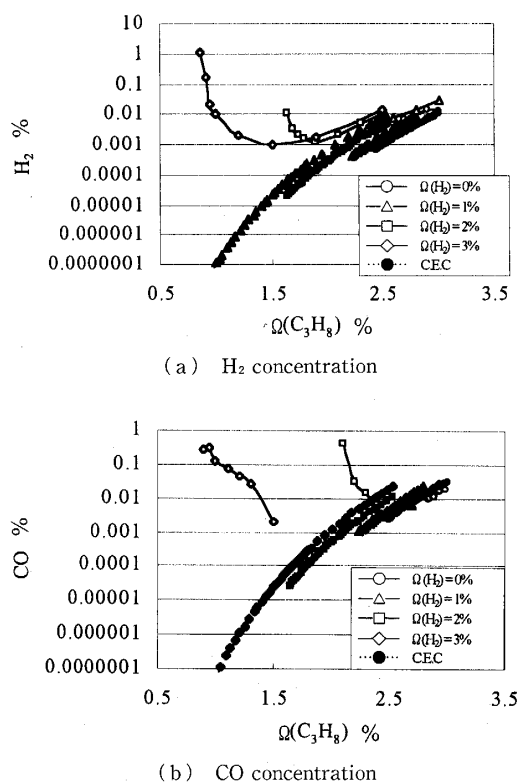 10
1
0.1
0.01
0.001
0.0001
0.00001
0.000001
0.0000001
H₂ %
0.5 1.5 2.5 3.5
Ω(C₃H₈) %
Ω(H₂)=0%
Ω(H₂)=1%
Ω(H₂)=2%
Ω(H₂)=3%
C.E.C
(a) H₂ concentration
1
0.1
0.01
0.001
0.0001
0.00001
0.000001
0.0000001
CO %
0.5 1.5 2.5 3.5
Ω(C₃H₈) %
Ω(H₂)=0%
Ω(H₂)=1%
Ω(H₂)=2%
Ω(H₂)=3%
C.E.C
(b) CO concentration